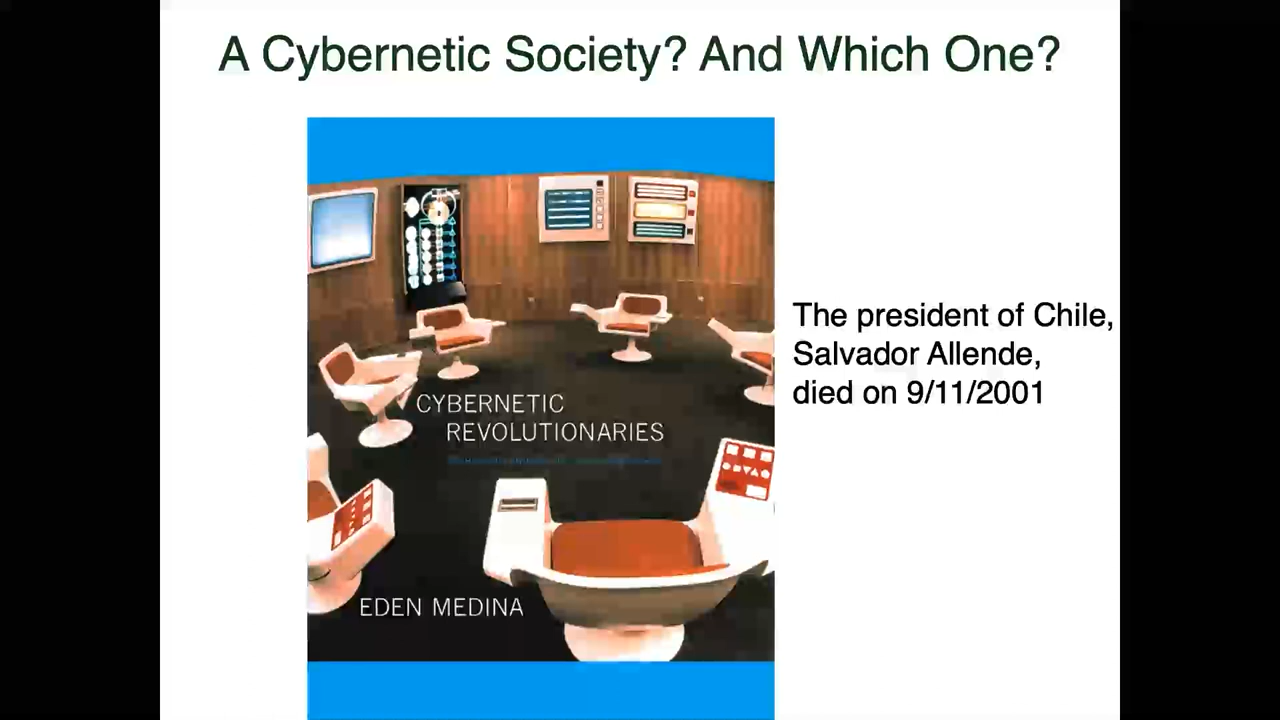 A Cybernetic Society? And Which One?
The president of Chile,
Salvador Allende,
died on 9/11/2001
CYBERNETIC
REVOLUTIONARIES
EDEN MEDINA